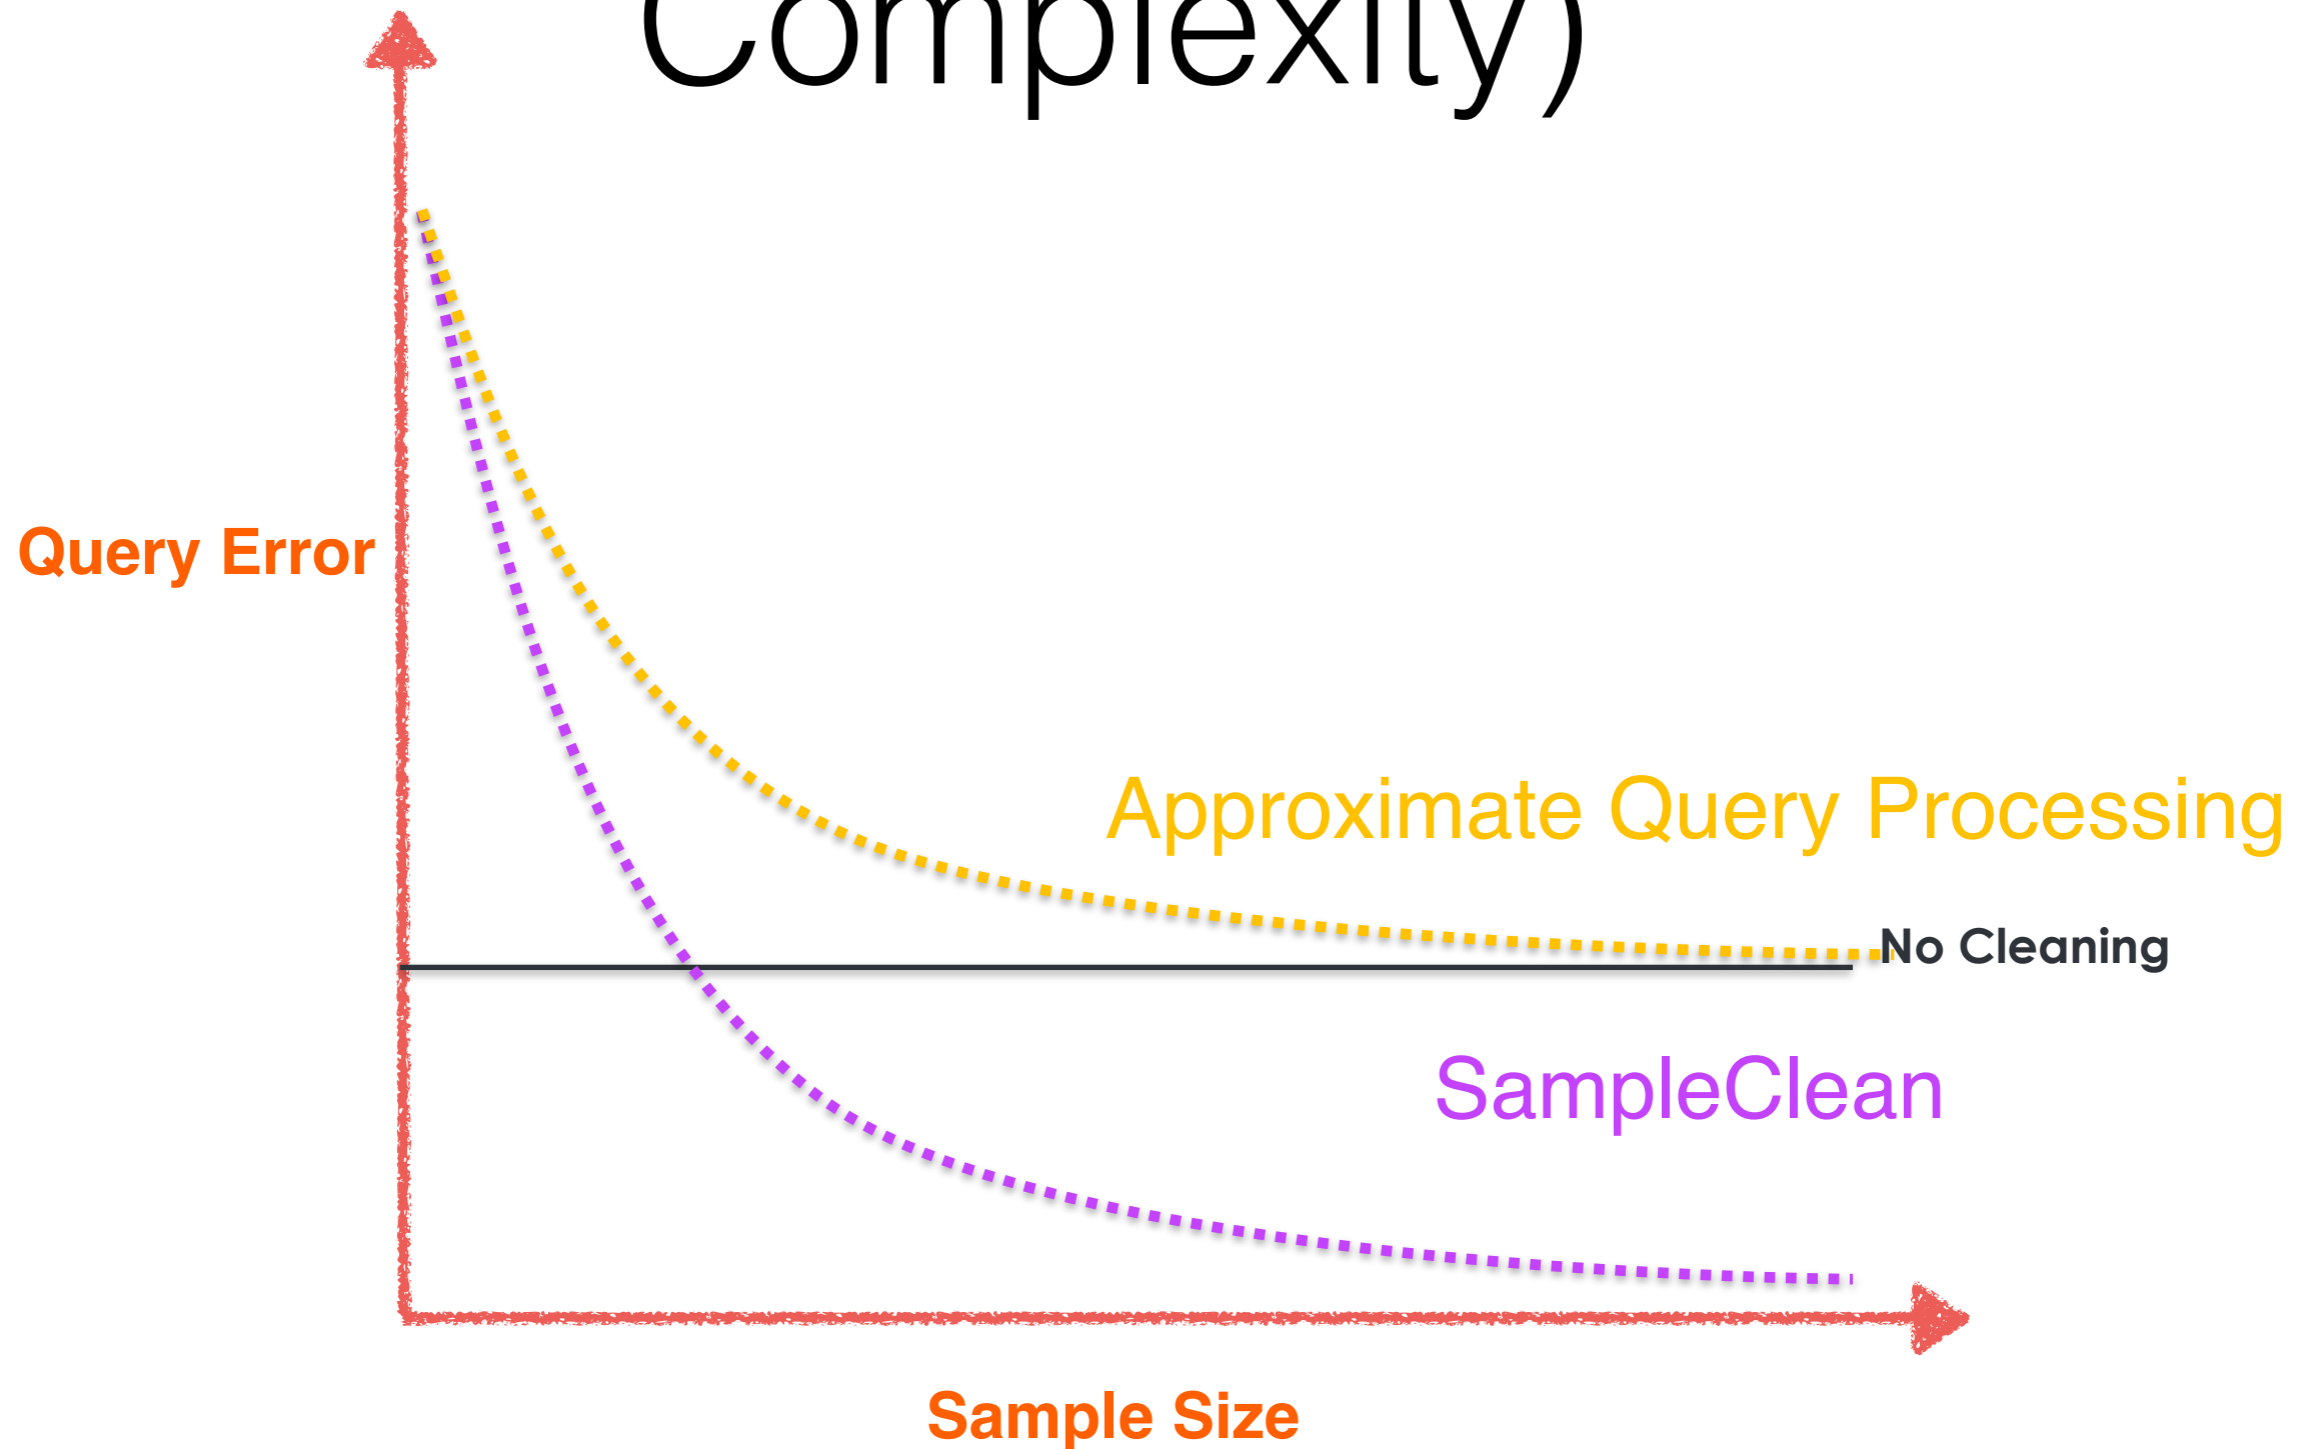 Complexity)
Query Error
Approximate Query Processing
No Cleaning
SampleClean
Sample Size